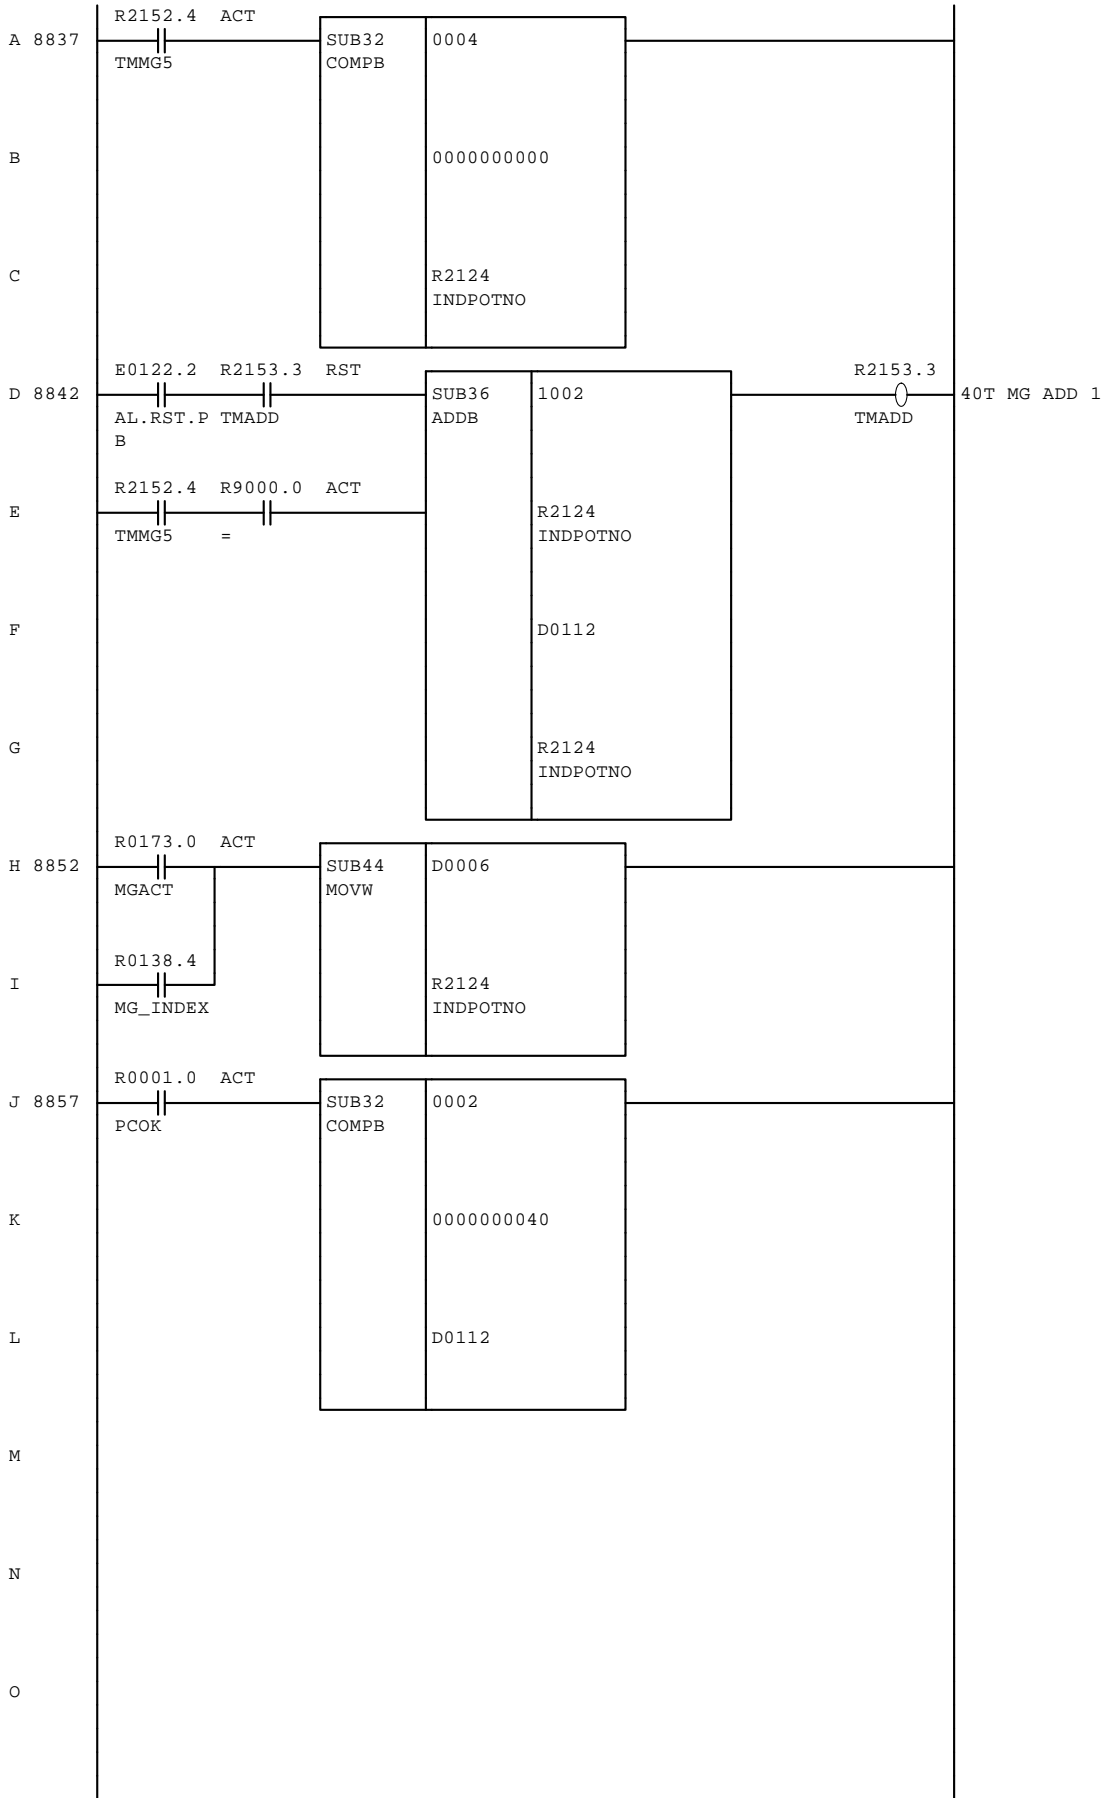 R2152.4 ACT
A 8837 SUB32 0004
TMMG5 COMPB
B 0000000000
C R2124
INDPOTNO
E0122.2 R2153.3 RST R2153.3
D 8842 SUB36 1002 40T MG ADD 1
AL.RST.P TMADD ADDB TMADD
B
R2152.4 R9000.0 ACT
E R2124
TMMG5 = INDPOTNO
F D0112
G R2124
INDPOTNO
R0173.0 ACT
H 8852 SUB44 D0006
MGACT MOVW
R0138.4
I R2124
MG_INDEX INDPOTNO
R0001.0 ACT
J 8857 SUB32 0002
PCOK COMPB
K 0000000040
L D0112
M
N
O